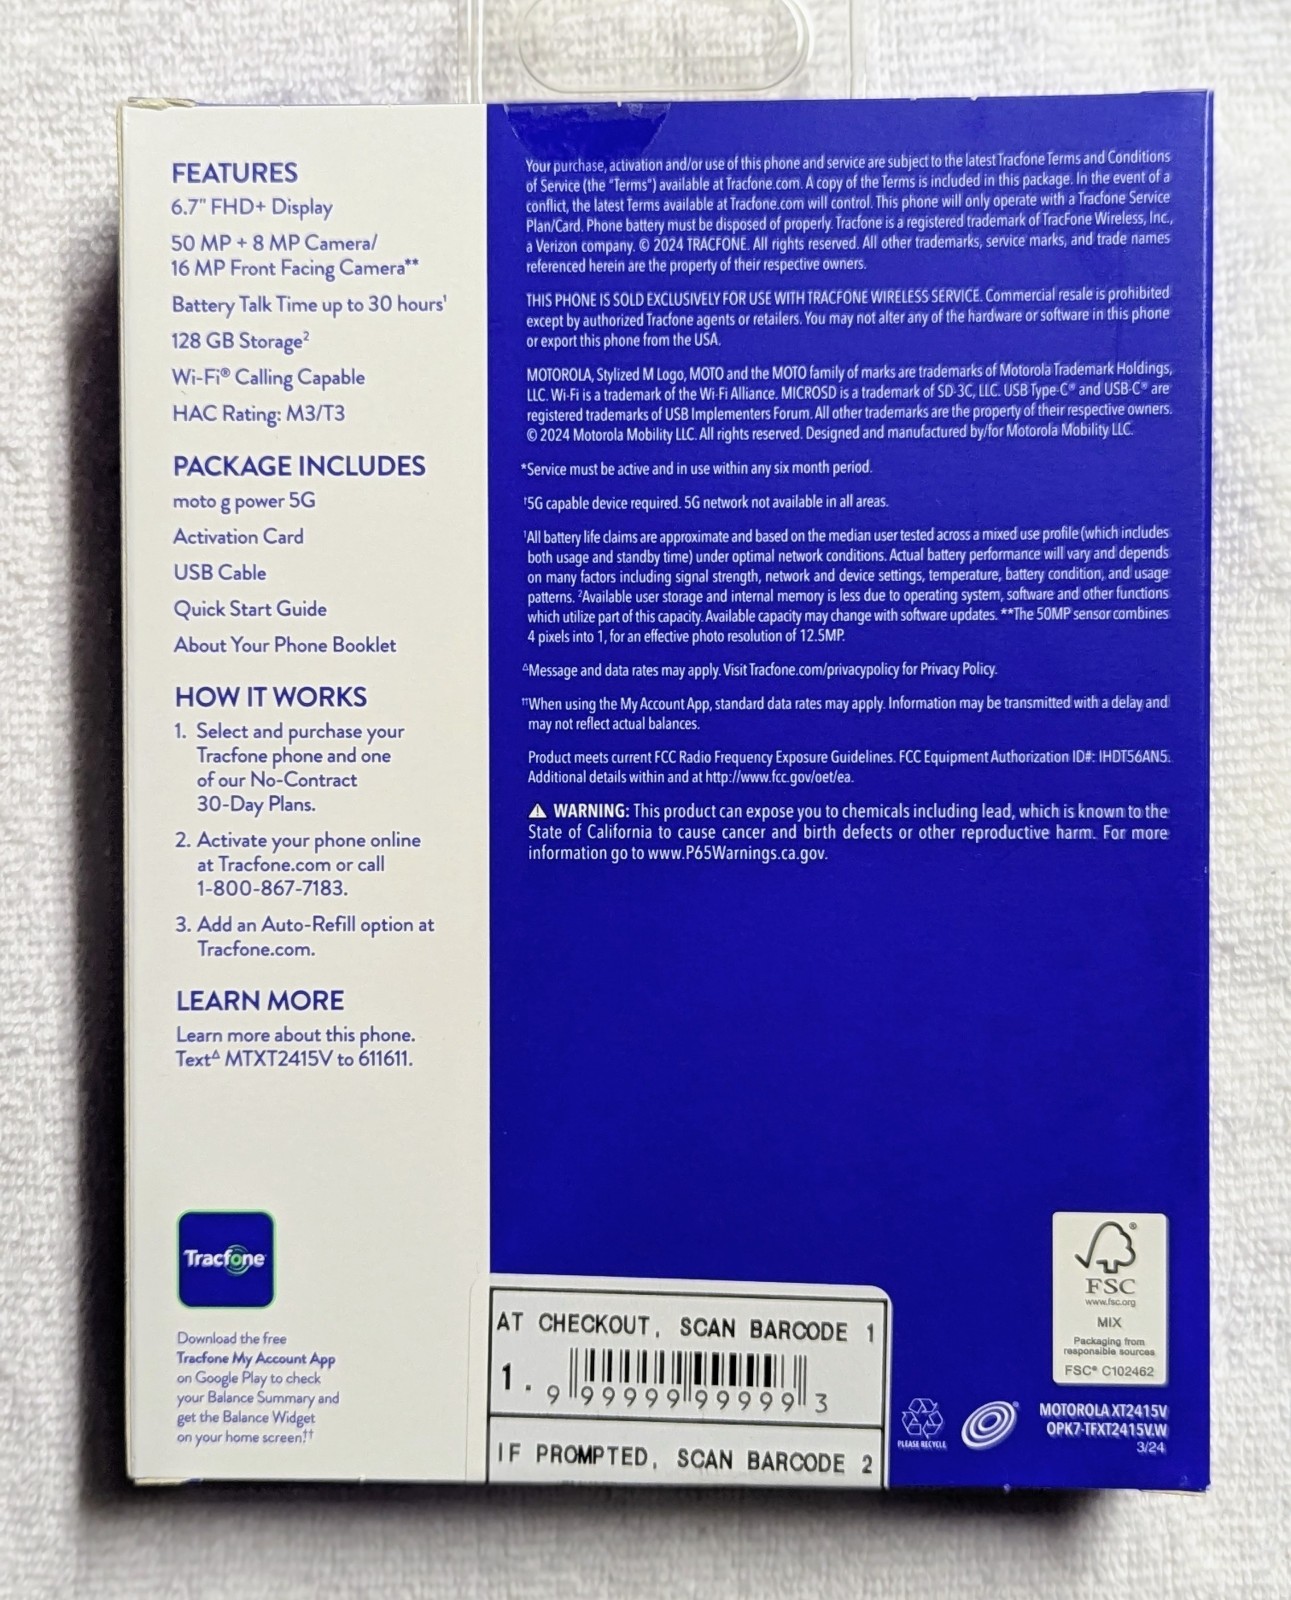 FEATURES
6.7" FHD+ Display
50 MP + 8 MP Camera/
16 MP Front Facing Camera**
Battery Talk Time up to 30 hours¹
128 GB Storage²
Wi-Fi® Calling Capable
HAC Rating: M3/T3
PACKAGE INCLUDES
moto g power 5G
Activation Card
USB Cable
Quick Start Guide
About Your Phone Booklet
HOW IT WORKS
1. Select and purchase your
Tracfone phone and one
of our No-Contract
30-Day Plans.
2. Activate your phone online
at Tracfone.com or call
1-800-867-7183.
3. Add an Auto-Refill option at
Tracfone.com.
LEARN MORE
Learn more about this phone.
Text△ MTXT2415V to 611611.
Tracfone
Download the free
Tracfone My Account App
on Google Play to check
your Balance Summary and
get the Balance Widget
on your home screen.††
Your purchase, activation and/or use of this phone and service are subject to the latest Tracfone Terms and Conditions
of Service (the "Terms") available at Tracfone.com. A copy of the Terms is included in this package. In the event of a
conflict, the latest Terms available at Tracfone.com will control. This phone will only operate with a Tracfone Service
Plan/Card. Phone battery must be disposed of properly. Tracfone is a registered trademark of TracFone Wireless, Inc.,
a Verizon company. © 2024 TRACFONE. All rights reserved. All other trademarks, service marks, and trade names
referenced herein are the property of their respective owners.
THIS PHONE IS SOLD EXCLUSIVELY FOR USE WITH TRACFONE WIRELESS SERVICE. Commercial resale is prohibited
except by authorized Tracfone agents or retailers. You may not alter any of the hardware or software in this phone
or export this phone from the USA.
MOTOROLA, Stylized M Logo, MOTO and the MOTO family of marks are trademarks of Motorola Trademark Holdings,
LLC. Wi-Fi is a trademark of the Wi-Fi Alliance. MICROSD is a trademark of SD-3C, LLC. USB Type-C® and USB-C® are
registered trademarks of USB Implementers Forum. All other trademarks are the property of their respective owners.
© 2024 Motorola Mobility LLC. All rights reserved. Designed and manufactured by/for Motorola Mobility LLC.
*Service must be active and in use within any six month period.
†5G capable device required. 5G network not available in all areas.
¹All battery life claims are approximate and based on the median user tested across a mixed use profile (which includes
both usage and standby time) under optimal network conditions. Actual battery performance will vary and depends
on many factors including signal strength, network and device settings, temperature, battery condition, and usage
patterns. ²Available user storage and internal memory is less due to operating system, software and other functions
which utilize part of this capacity. Available capacity may change with software updates. **The 50MP sensor combines
4 pixels into 1, for an effective photo resolution of 12.5MP.
△Message and data rates may apply. Visit Tracfone.com/privacypolicy for Privacy Policy.
††When using the My Account App, standard data rates may apply. Information may be transmitted with a delay and
may not reflect actual balances.
Product meets current FCC Radio Frequency Exposure Guidelines. FCC Equipment Authorization ID#: IHDT56AN5.
Additional details within and at http://www.fcc.gov/oet/ea.
⚠ WARNING: This product can expose you to chemicals including lead, which is known to the
State of California to cause cancer and birth defects or other reproductive harm. For more
information go to www.P65Warnings.ca.gov.
AT CHECKOUT, SCAN BARCODE 1
1. 9 99999 99999 3
IF PROMPTED, SCAN BARCODE 2
PLEASE RECYCLE
FSC
www.fsc.org
MIX
Packaging from
responsible sources
FSC® C102462
MOTOROLA XT2415V
OPK7-TFXT2415V.W
3/24